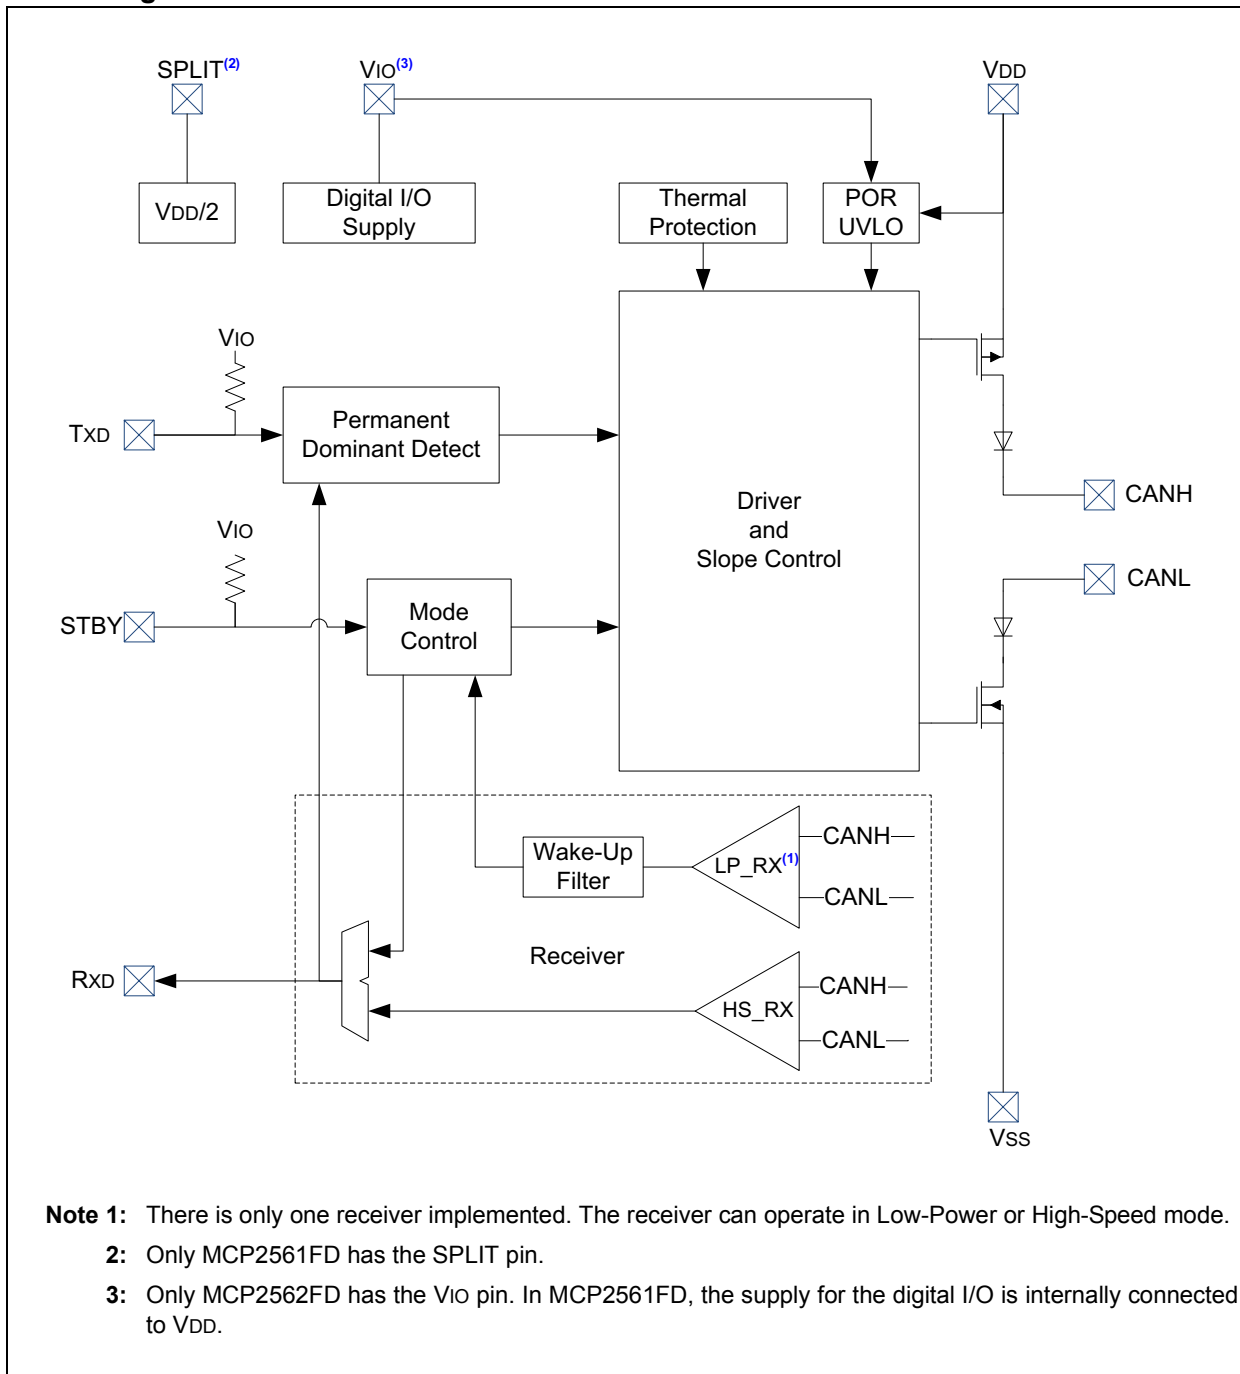 SPLIT(2)
VIO(3)
VDD
VDD/2
Digital I/O
Supply
Thermal
Protection
POR
UVLO
VIO
TXD
Permanent
Dominant Detect
Driver
and
Slope Control
CANH
VIO
CANL
STBY
Mode
Control
Wake-Up
Filter
LP_RX(1)
CANH
CANL
Receiver
RXD
HS_RX
CANH
CANL
VSS
Note 1: There is only one receiver implemented. The receiver can operate in Low-Power or High-Speed mode.
2: Only MCP2561FD has the SPLIT pin.
3: Only MCP2562FD has the VIO pin. In MCP2561FD, the supply for the digital I/O is internally connected
to VDD.